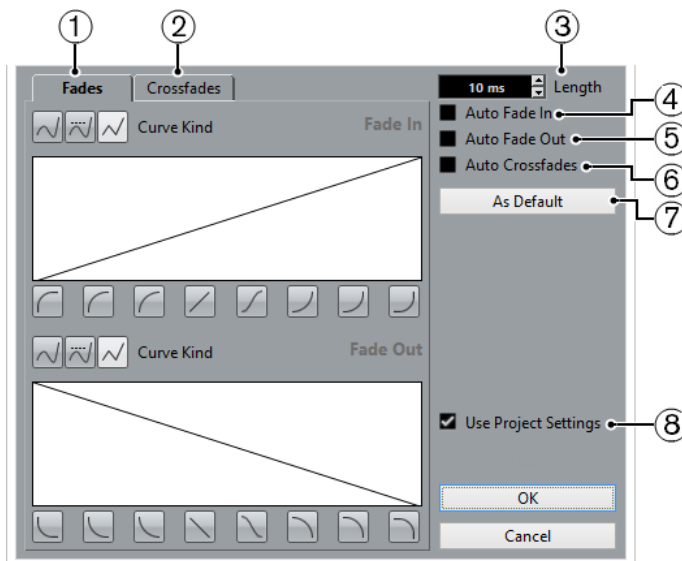 ① ② ③
Fades Crossfades 10 ms Length
Curve Kind Fade In
Auto Fade In ④
Auto Fade Out ⑤
Auto Crossfades ⑥
As Default ⑦
Curve Kind Fade Out
Use Project Settings ⑧
OK
Cancel